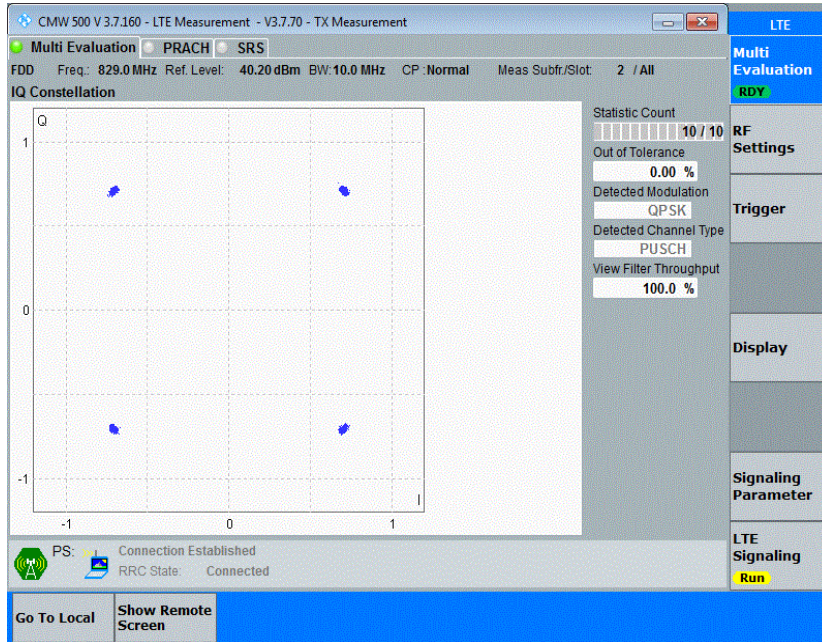 CMW 500 V 3.7.160 - LTE Measurement - V3.7.70 - TX Measurement
LTE
Multi Evaluation PRACH SRS
Multi
Evaluation
RDY
FDD Freq.: 829.0 MHz Ref. Level: 40.20 dBm BW: 10.0 MHz CP : Normal Meas Subfr./Slot: 2 / All
IQ Constellation
Q
1
0
-1
-1 0 1
I
Statistic Count
10 / 10
Out of Tolerance
0.00 %
Detected Modulation
QPSK
Detected Channel Type
PUSCH
View Filter Throughput
100.0 %
RF
Settings
Trigger
Display
Signaling
Parameter
LTE
Signaling
Run
PS: Connection Established
RRC State: Connected
Go To Local
Show Remote
Screen